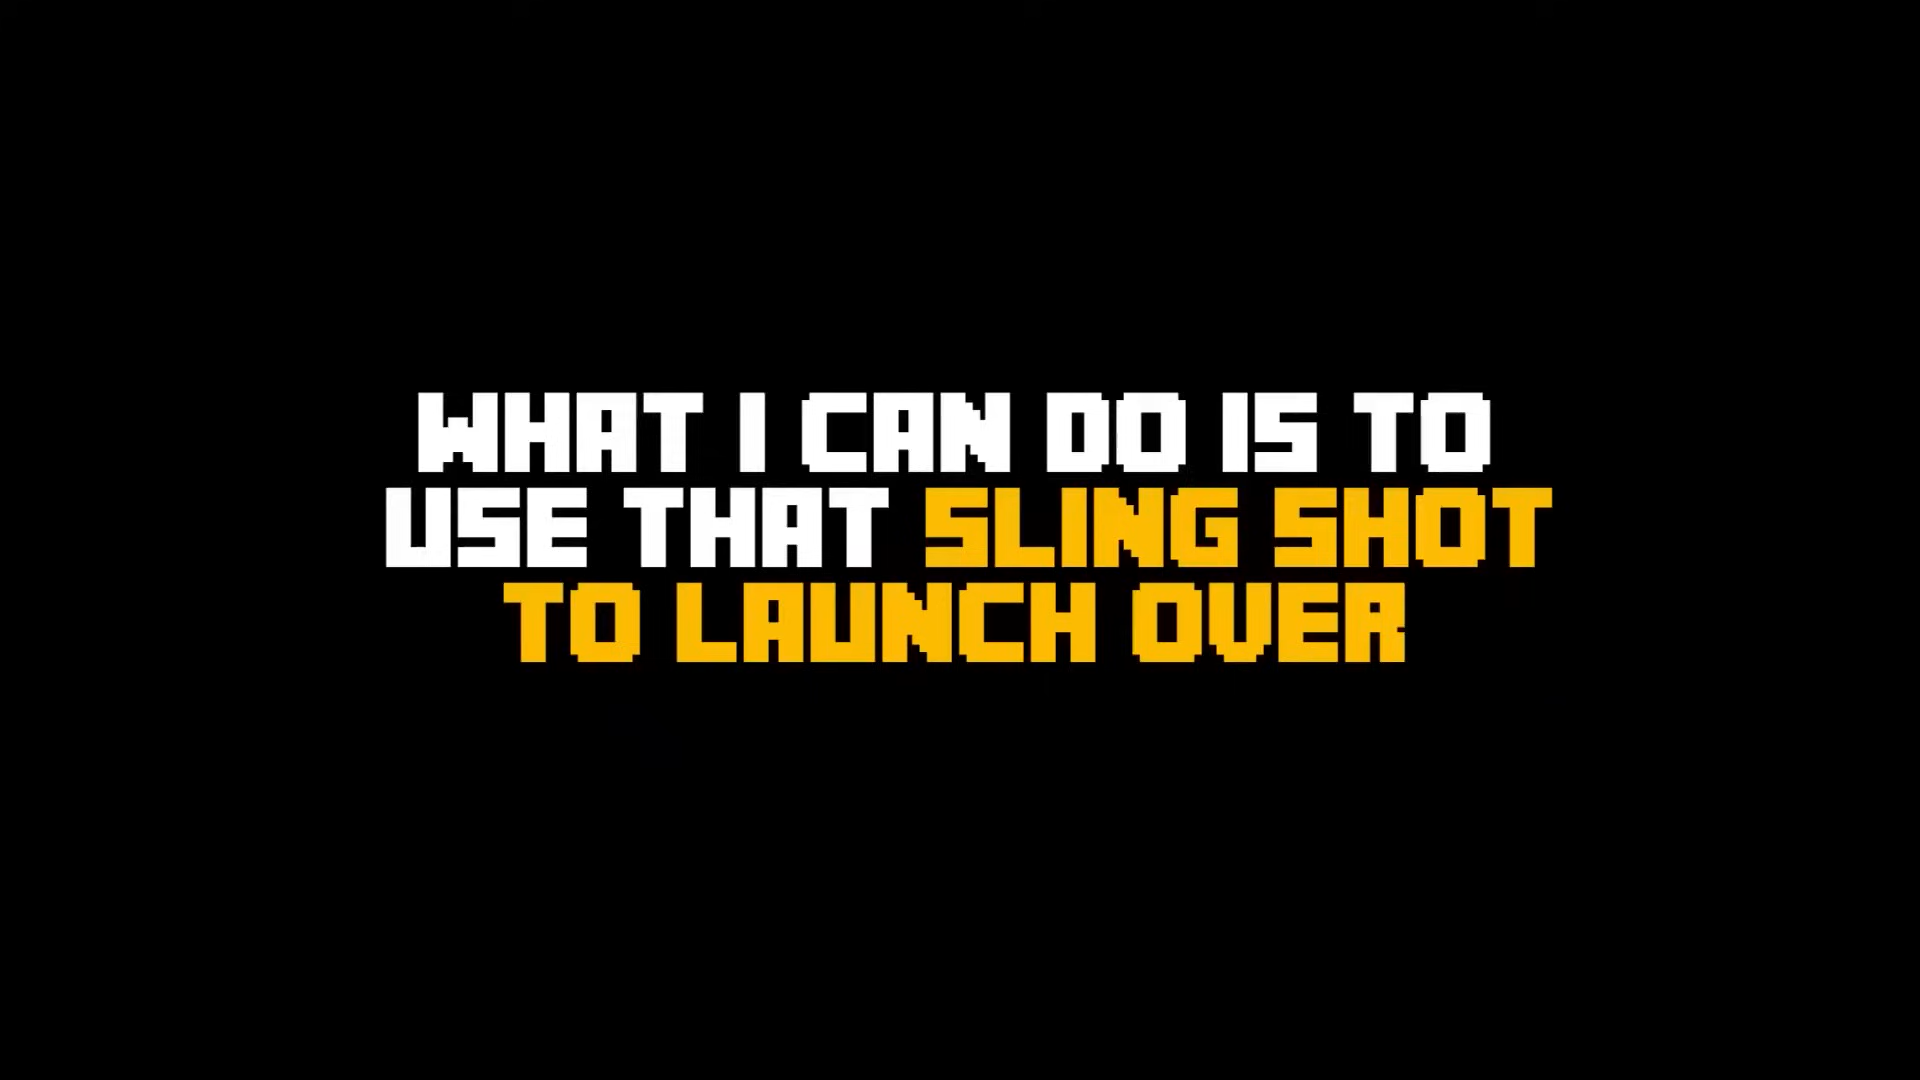 WHAT I CAN DO IS TO
USE THAT SLING SHOT
TO LAUNCH OVER